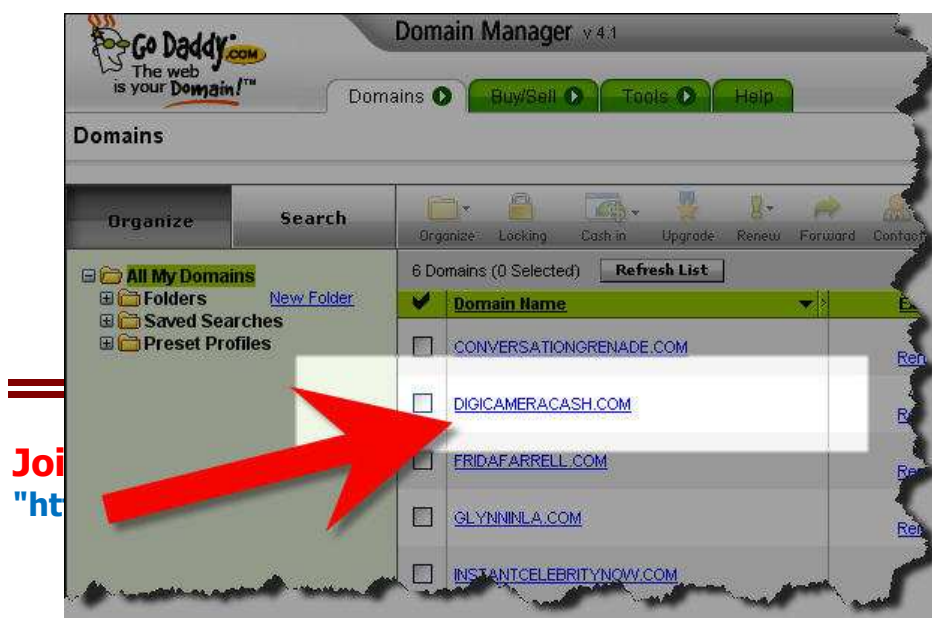 Go Daddy.COM
The web
is your Domain!™
Domain Manager v 4.1
Domains Buy/Sell Tools Help
Domains
Organize Search
Organize Locking Cash in Upgrade Renew Forward Contact
6 Domains (0 Selected) Refresh List
All My Domains
Folders New Folder
Saved Searches
Preset Profiles
Domain Name
CONVERSATIONGRENADE.COM
DIGICAMERACASH.COM
FRIDAFARRELL.COM
GLYNNINLA.COM
INSTANTCELEBRITYNOW.COM
Joi
"ht